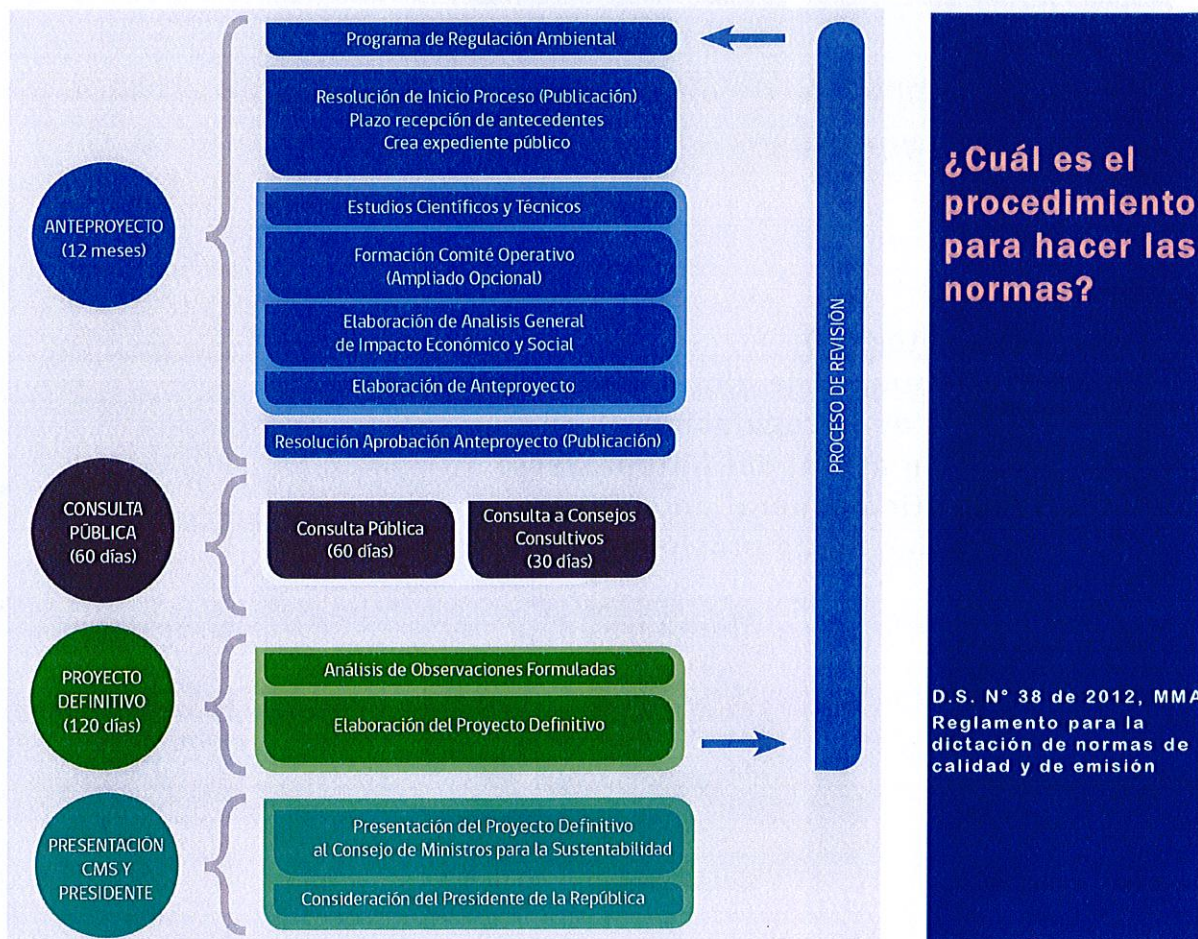 Programa de Regulación Ambiental
Resolución de Inicio Proceso (Publicación)
Plazo recepción de antecedentes
Crea expediente público
ANTEPROYECTO
(12 meses)
Estudios Científicos y Técnicos
Formación Comité Operativo
(Ampliado Opcional)
Elaboración de Analisis General
de Impacto Económico y Social
Elaboración de Anteproyecto
Resolución Aprobación Anteproyecto (Publicación)
CONSULTA
PÚBLICA
(60 días)
Consulta Pública
(60 días)
Consulta a Consejos
Consultivos
(30 días)
PROYECTO
DEFINITIVO
(120 días)
Análisis de Observaciones Formuladas
Elaboración del Proyecto Definitivo
PRESENTACIÓN
CMS Y
PRESIDENTE
Presentación del Proyecto Definitivo
al Consejo de Ministros para la Sustentabilidad
Consideración del Presidente de la República
PROCESO DE REVISIÓN
¿Cuál es el
procedimiento
para hacer las
normas?
D.S. N° 38 de 2012, MMA
Reglamento para la
dictación de normas de
calidad y de emisión